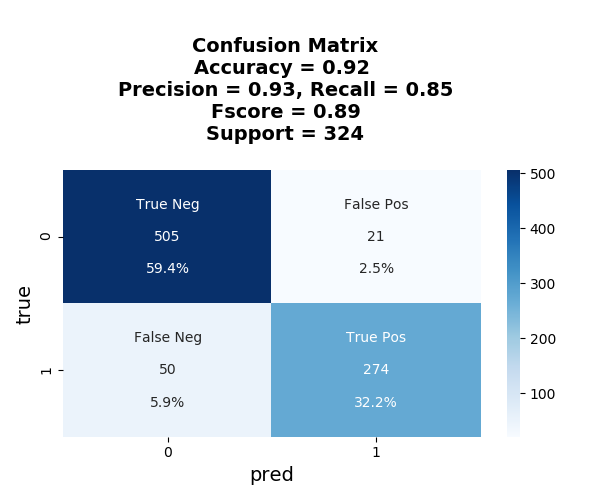 Confusion Matrix
Accuracy = 0.92
Precision = 0.93, Recall = 0.85
Fscore = 0.89
Support = 324
True Neg
505
59.4%
False Pos
21
2.5%
False Neg
50
5.9%
True Pos
274
32.2%
true
0
1
0
1
pred
500
400
300
200
100